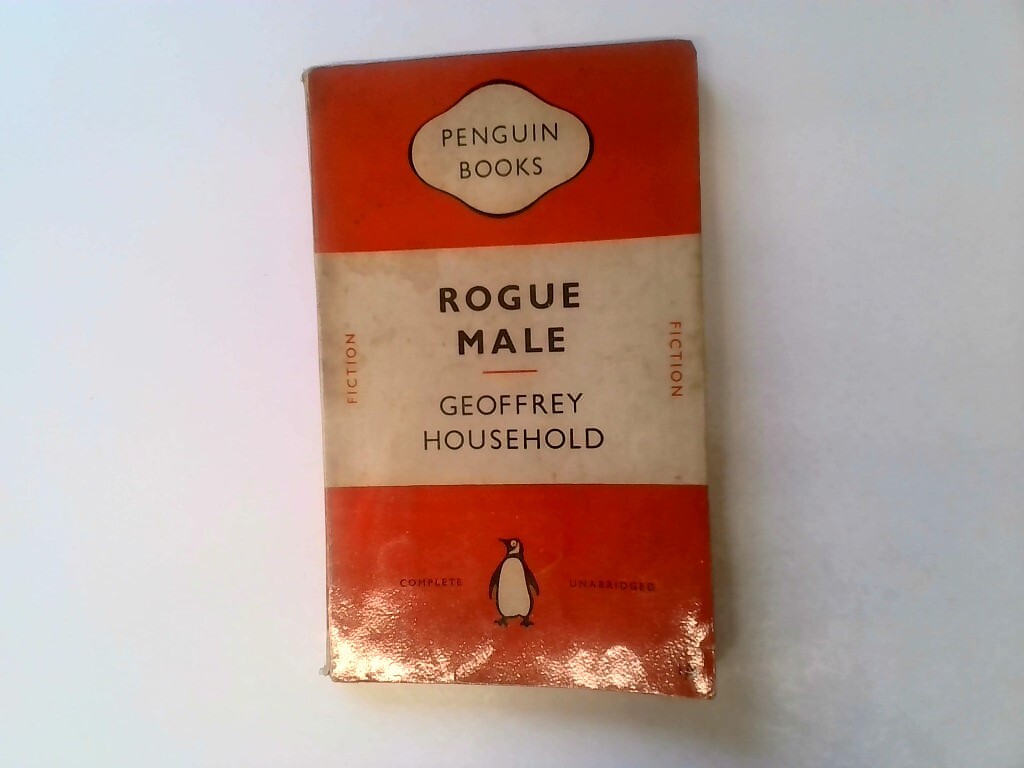 PENGUIN
BOOKS
ROGUE
MALE
FICTION
FICTION
GEOFFREY
HOUSEHOLD
COMPLETE UNABRIDGED